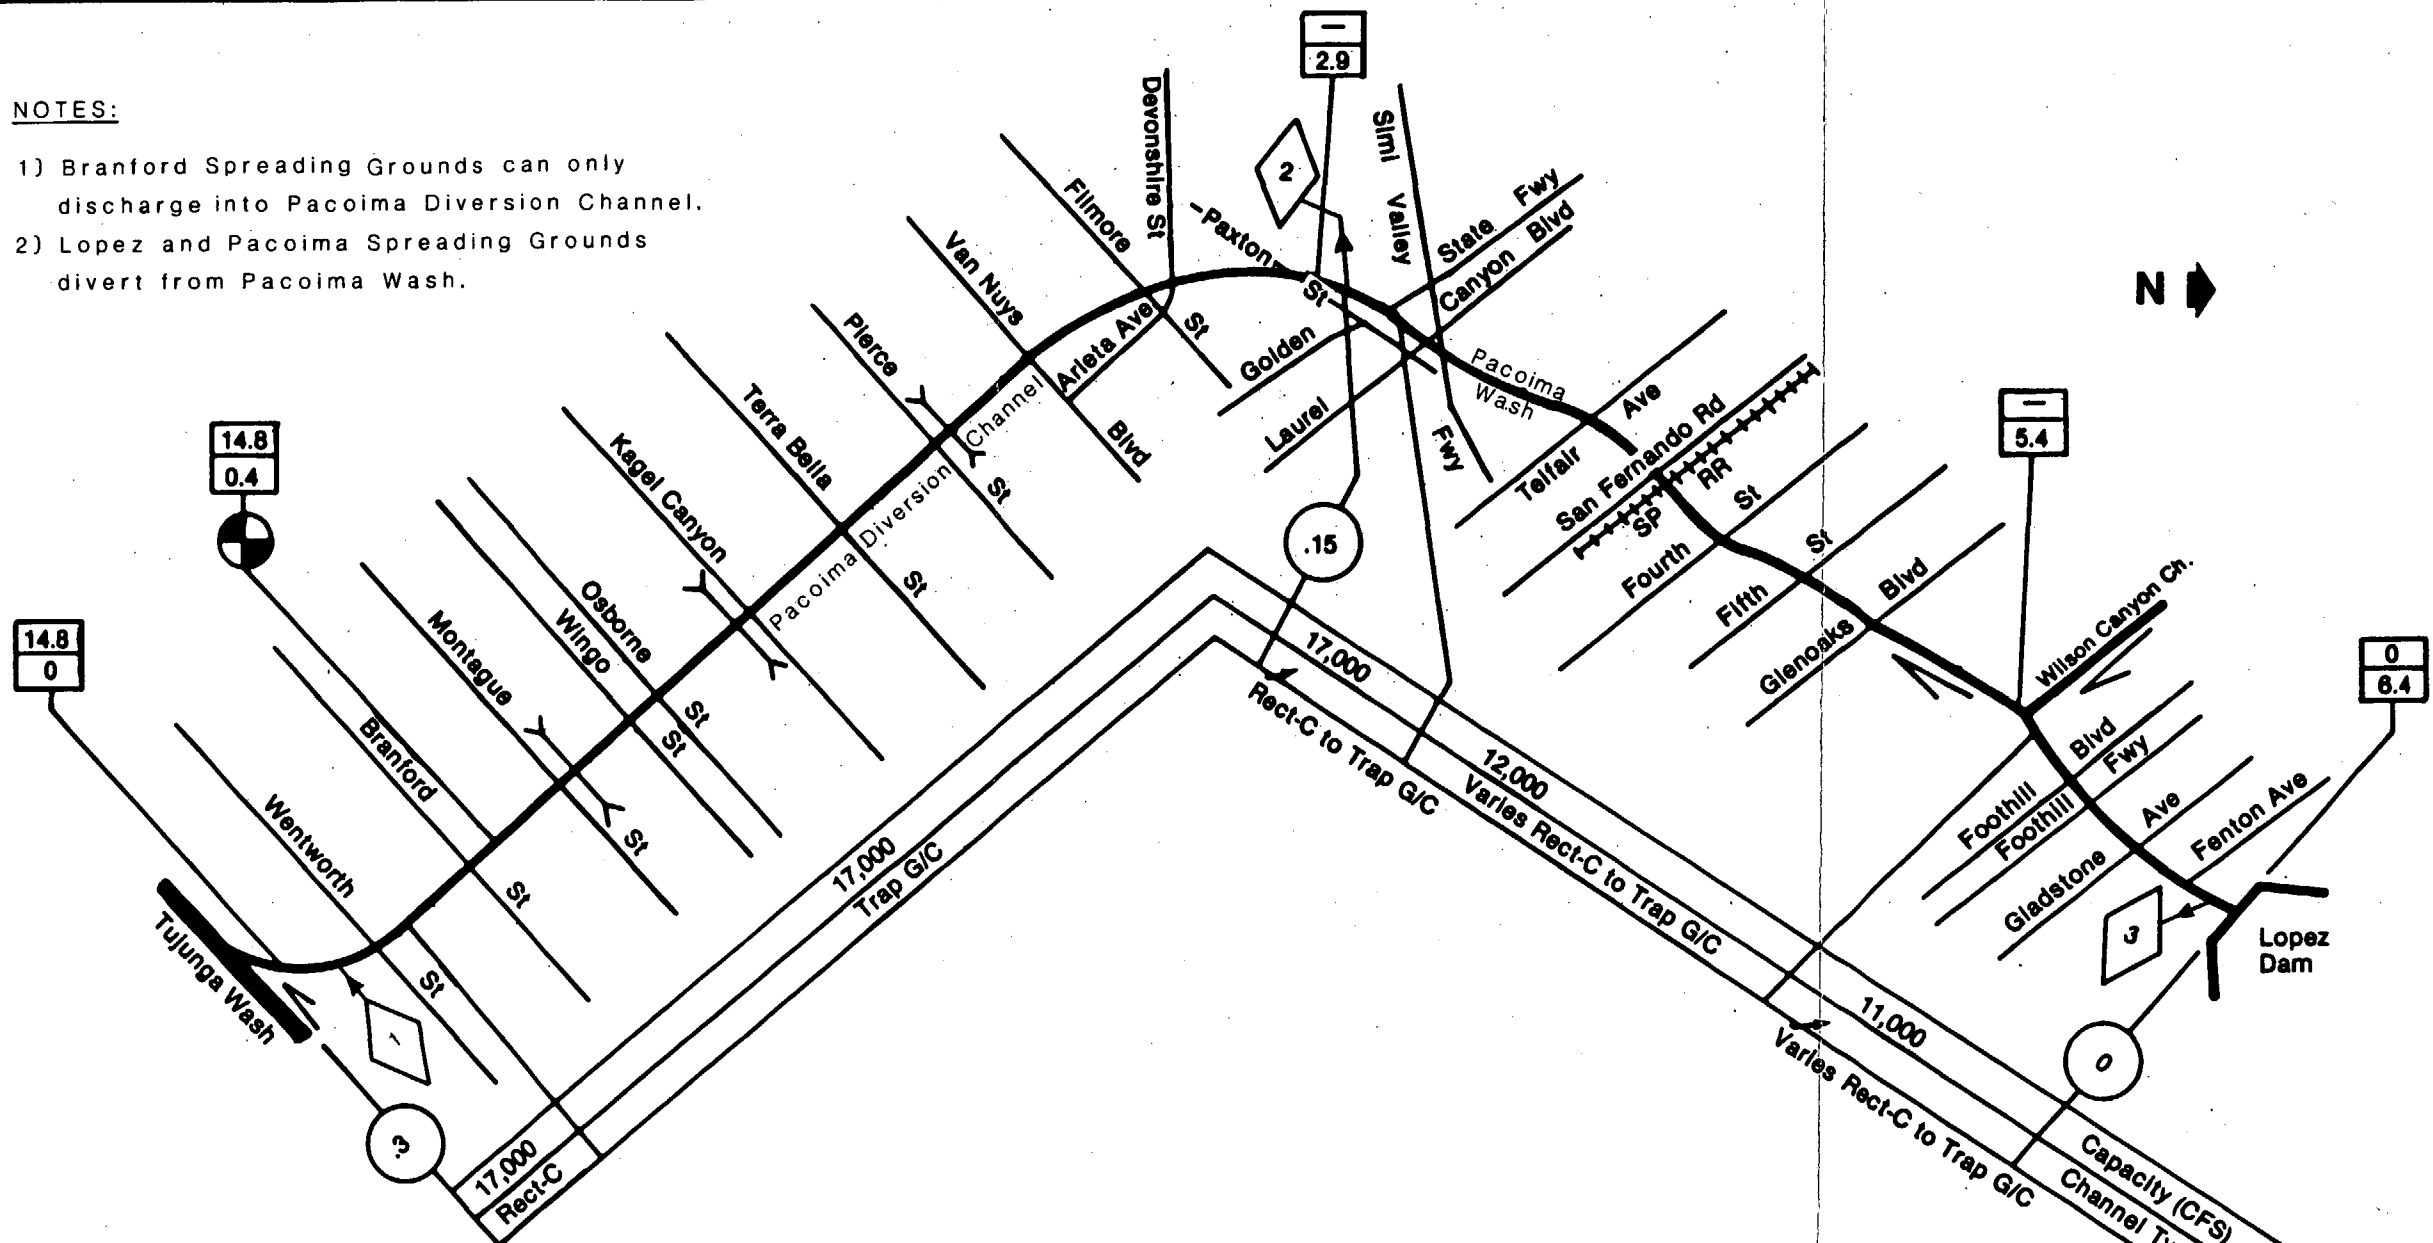 NOTES:
1) Branford Spreading Grounds can only
discharge into Pacoima Diversion Channel.
2) Lopez and Pacoima Spreading Grounds
divert from Pacoima Wash.
—
2.9
2
Devonshire St
Filmore
St
Van Nuys
Blvd
Arleta Ave
Pierce
St
Terra Bella
St
Kagel Canyon
Osborne
St
Wingo
St
Montague
St
Branford
St
Wentworth
St
Pacoima Diversion Channel
Paxton
St
Simi Valley
Fwy
State Fwy
Golden
Canyon Blvd
Laurel
Pacoima
Wash
Telfair
Ave
San Fernando Rd
SP
RR
Fourth
St
Fifth
St
Glenoaks
Blvd
N
—
5.4
Wilson Canyon Ch.
0
6.4
Foothill
Blvd
Foothill
Fwy
Gladstone
Ave
Fenton Ave
3
Lopez
Dam
0
14.8
0.4
14.8
0
Tujunga Wash
1
.3
.15
17,000
Rect-C
17,000
Trap G/C
17,000
Rect-C to Trap G/C
12,000
Varies Rect-C to Trap G/C
11,000
Varies Rect-C to Trap G/C
Capacity (CFS)
Channel